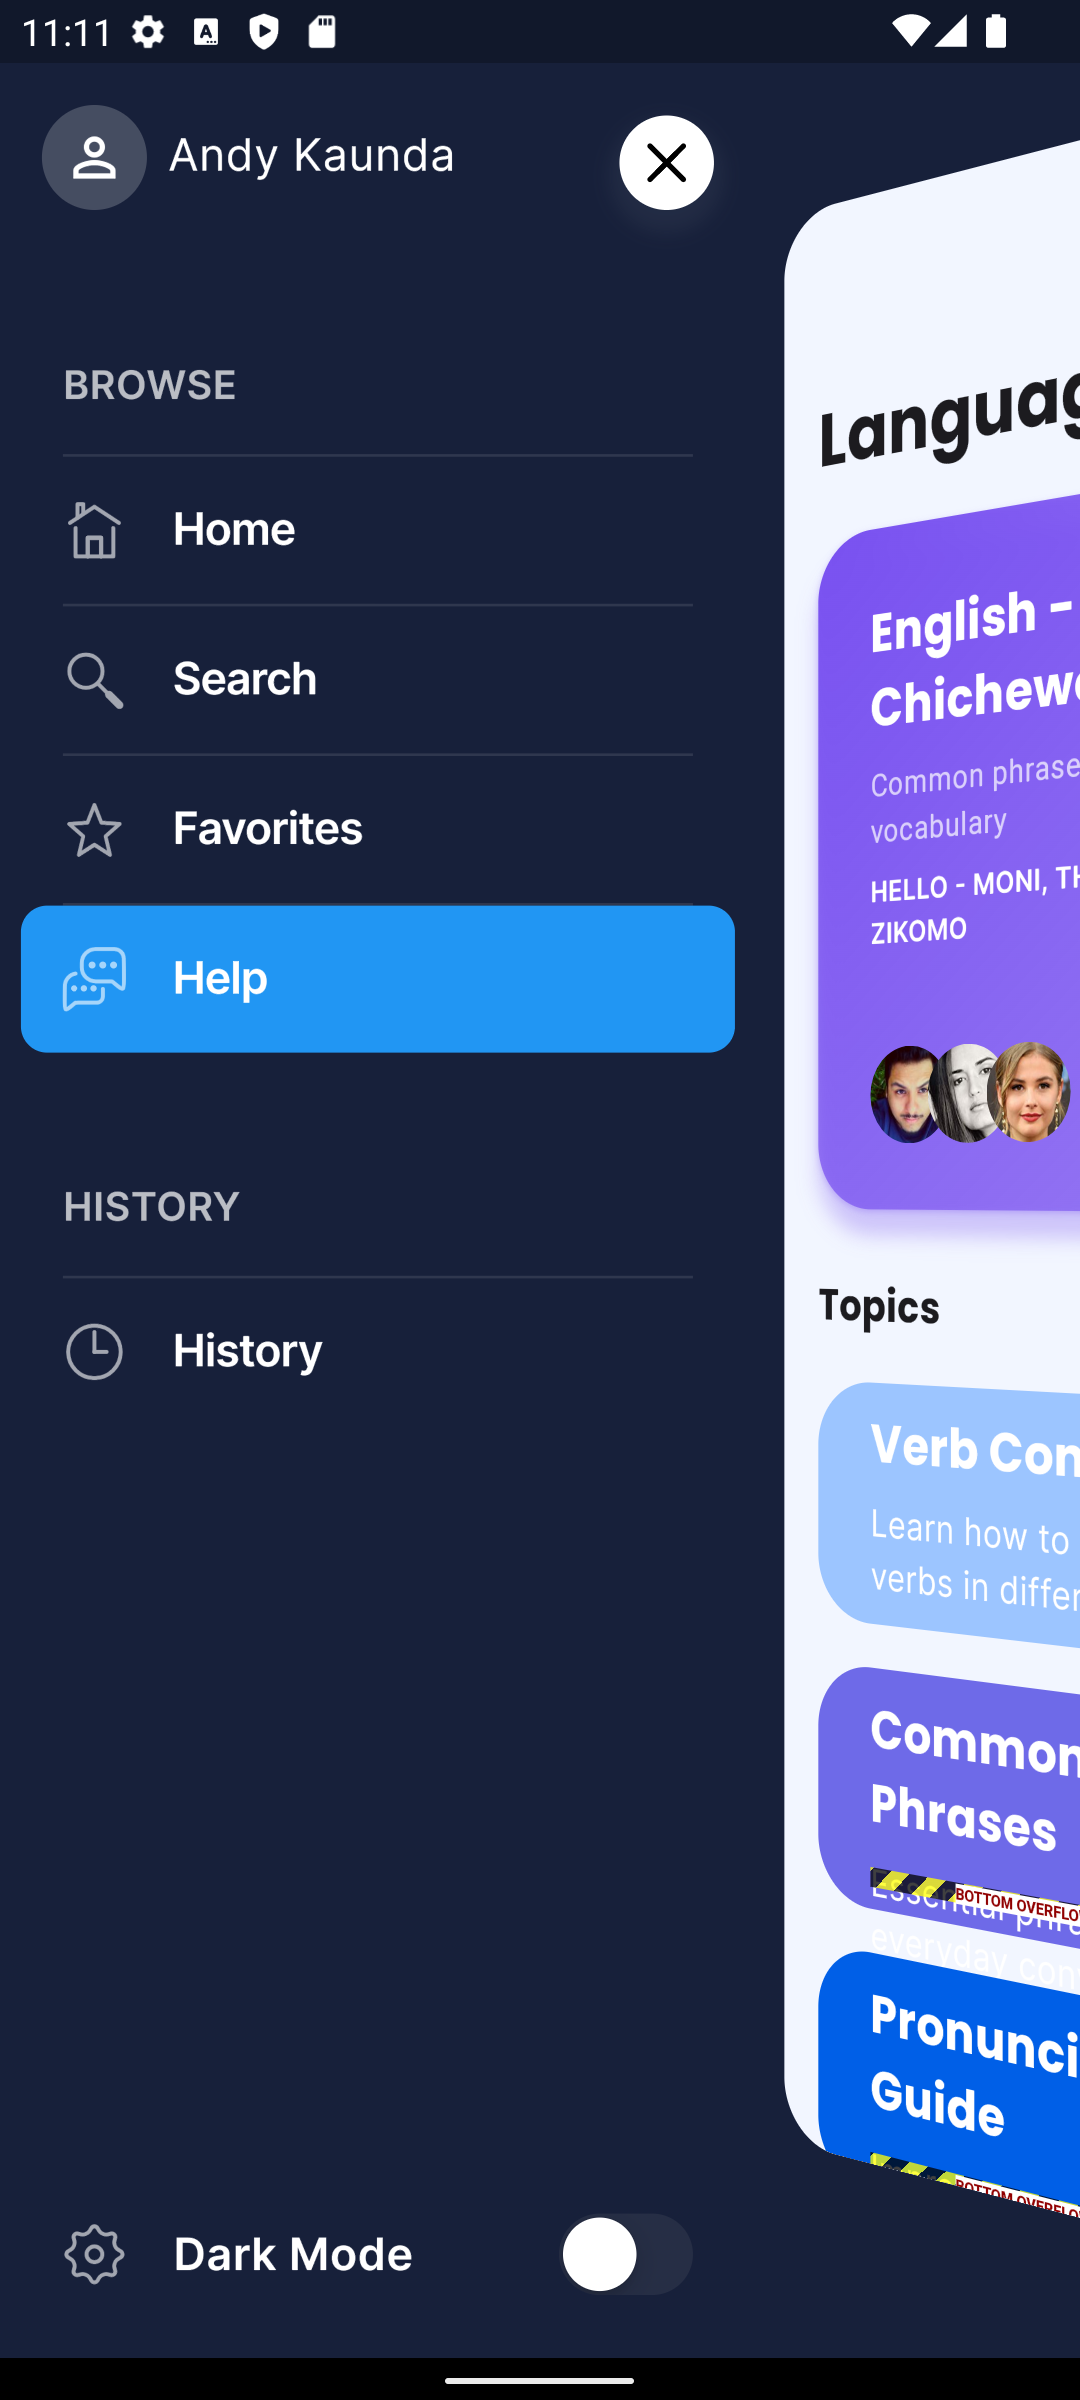 11:11
Andy Kaunda
BROWSE
Home
Search
Favorites
Help
HISTORY
History
Dark Mode
Languag
English -
Chichewa
Common phrase
vocabulary
HELLO - MONI, TH
ZIKOMO
Topics
Verb Con
Learn how to
verbs in differ
Common
Phrases
BOTTOM OVERFLO
Essential phra
everyday conv
Pronunci
Guide
BOTTOM OVERFLO